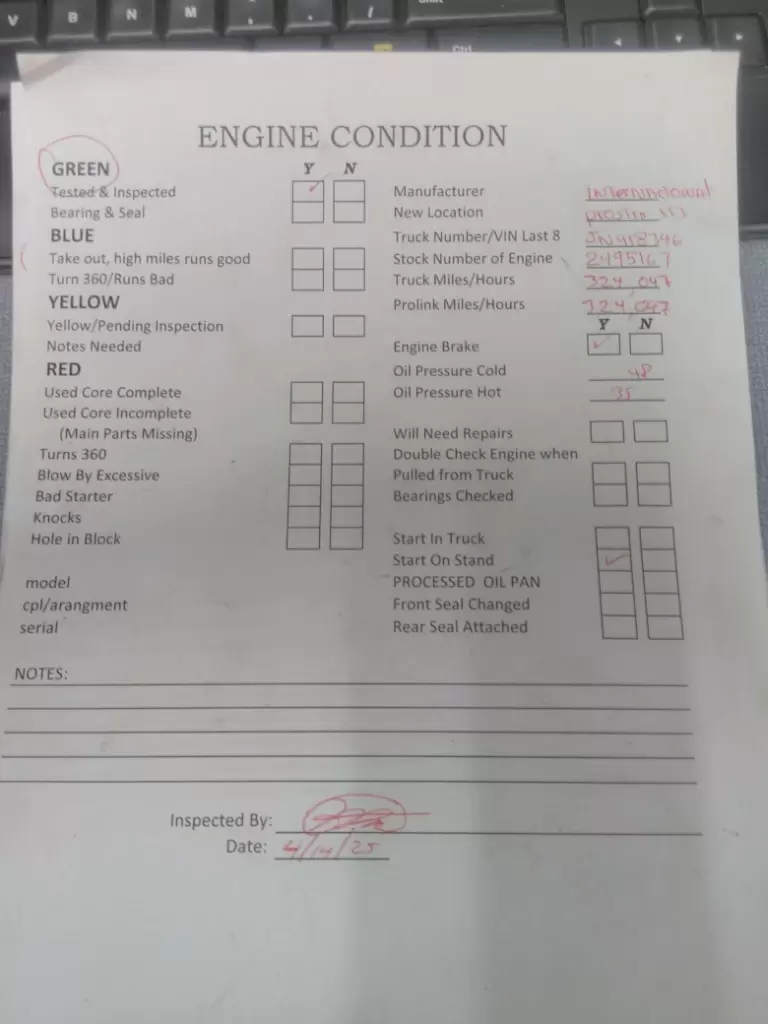 V B N M , . / Shift
Ctrl
ENGINE CONDITION
GREEN Y N
Tested & Inspected ✓ Manufacturer
Bearing & Seal New Location
BLUE Truck Number/VIN Last 8 JN418346
Take out, high miles runs good Stock Number of Engine 2495167
Turn 360/Runs Bad Truck Miles/Hours 324,047
YELLOW Prolink Miles/Hours 324,047
Y N
Yellow/Pending Inspection
Notes Needed Engine Brake ✓
RED Oil Pressure Cold 48
Used Core Complete Oil Pressure Hot 35
Used Core Incomplete
(Main Parts Missing) Will Need Repairs
Turns 360 Double Check Engine when
Blow By Excessive Pulled from Truck
Bad Starter Bearings Checked
Knocks
Hole in Block Start In Truck
Start On Stand ✓
model PROCESSED OIL PAN
cpl/arangment Front Seal Changed
serial Rear Seal Attached
NOTES:
Inspected By:
Date: 4/14/25